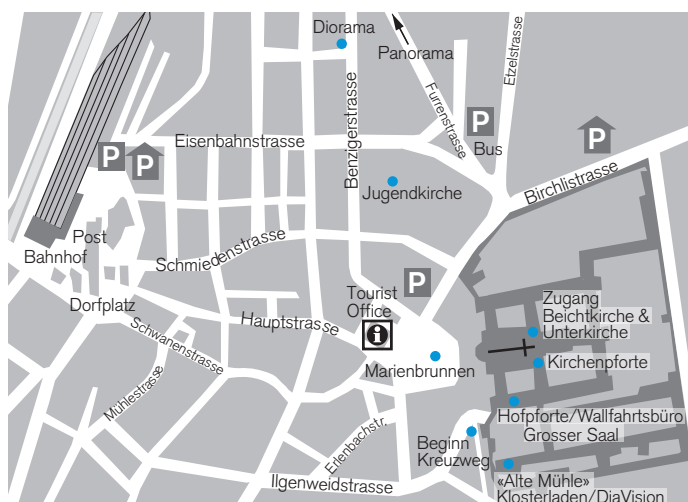 Diorama
Panorama
Etzelstrasse
Furrenstrasse
Benzigerstrasse
P
Bus
P
P
P
Eisenbahnstrasse
Jugendkirche
Birchlistrasse
Post
Bahnhof
Schmiedenstrasse
P
Tourist
Office
i
Dorfplatz
Hauptstrasse
Schwanenstrasse
Mühlestrasse
Marienbrunnen
Zugang
Beichtkirche &
Unterkirche
Kirchenpforte
Hofpforte/Wallfahrtsbüro
Grosser Saal
Erlenbachstr.
Beginn
Kreuzweg
Ilgenweidstrasse
«Alte Mühle»
Klosterladen/DiaVision